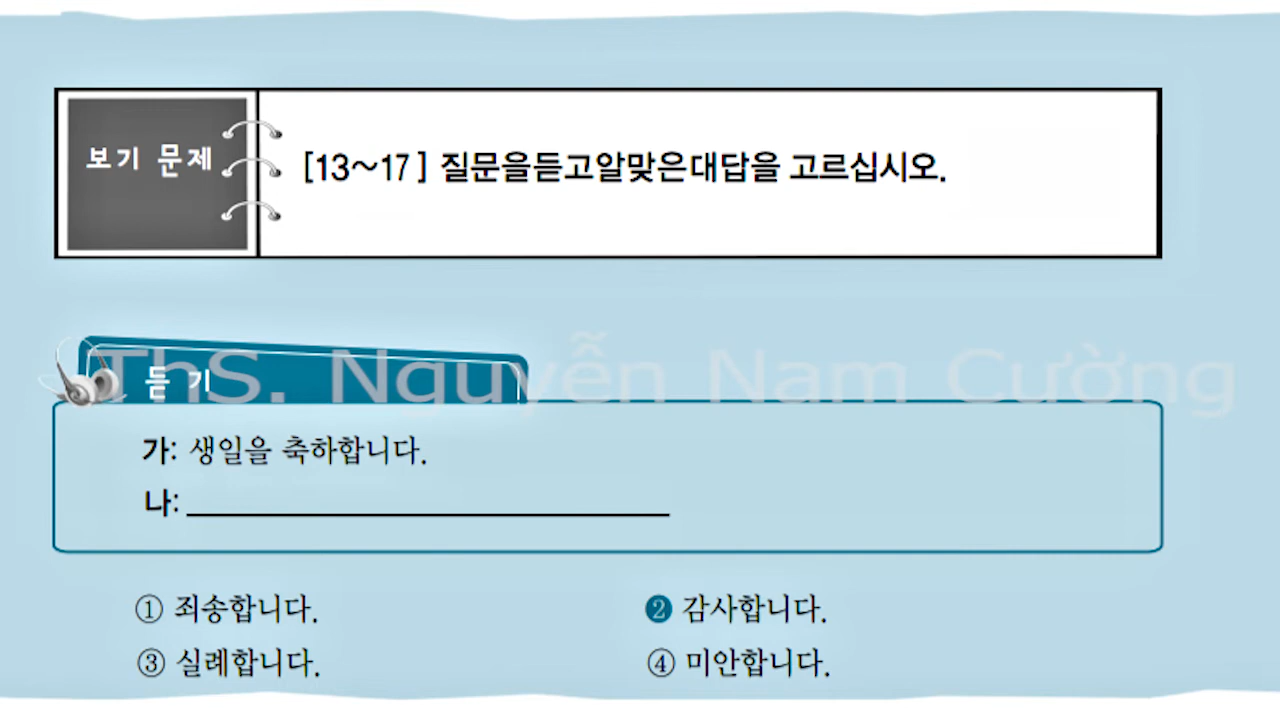 보기 문제
[13～17] 질문을듣고알맞은대답을 고르십시오.
ThS. Nguyễn Nam Cường
듣기
가: 생일을 축하합니다.
나:
① 죄송합니다.
❷ 감사합니다.
③ 실례합니다.
④ 미안합니다.